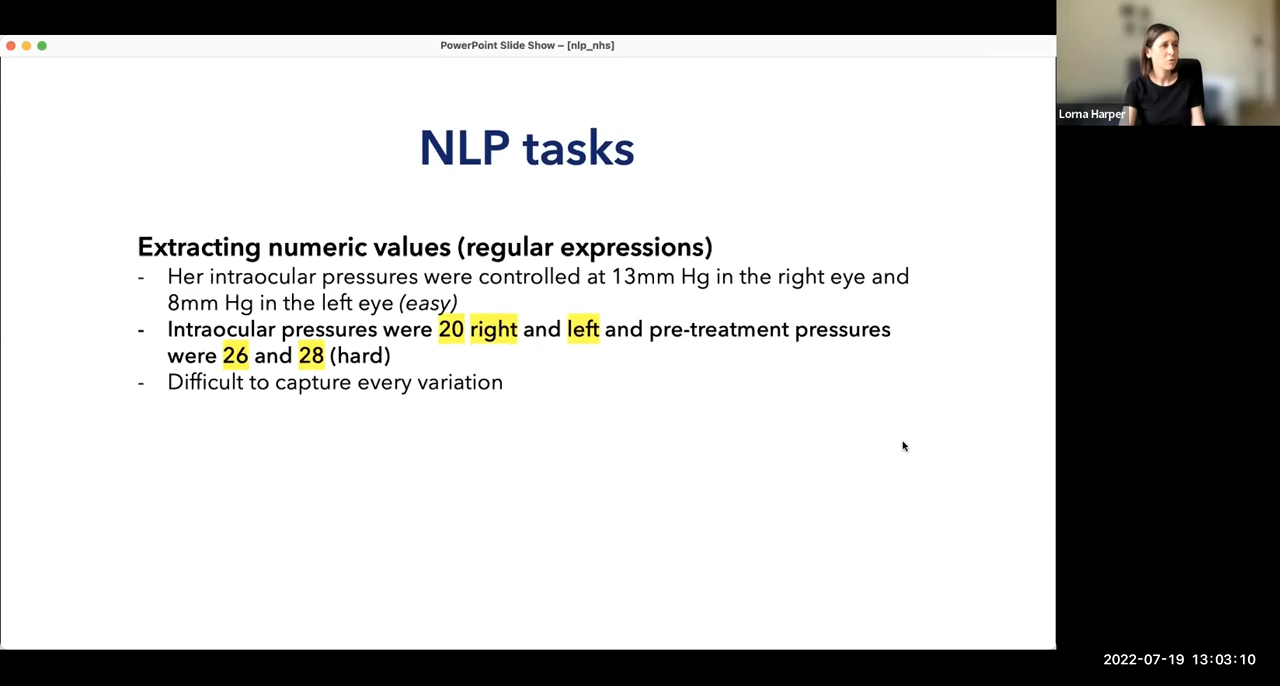 PowerPoint Slide Show – [nlp_nhs]
Lorna Harper
NLP tasks
Extracting numeric values (regular expressions)
- Her intraocular pressures were controlled at 13mm Hg in the right eye and
8mm Hg in the left eye (easy)
- Intraocular pressures were 20 right and left and pre-treatment pressures
were 26 and 28 (hard)
- Difficult to capture every variation
2022-07-19 13:03:10